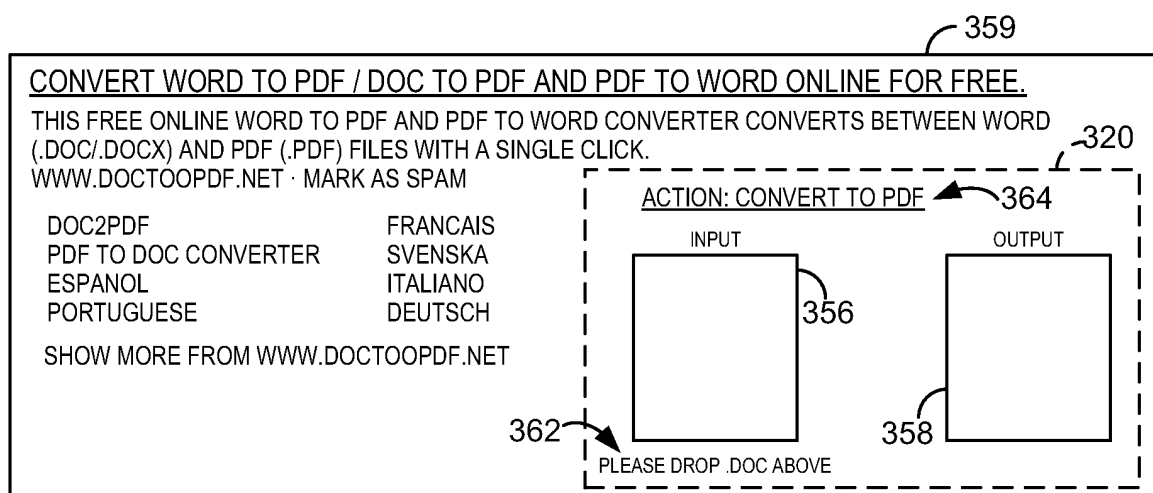 359
CONVERT WORD TO PDF / DOC TO PDF AND PDF TO WORD ONLINE FOR FREE.
THIS FREE ONLINE WORD TO PDF AND PDF TO WORD CONVERTER CONVERTS BETWEEN WORD
(.DOC/.DOCX) AND PDF (.PDF) FILES WITH A SINGLE CLICK.
WWW.DOCTOOPDF.NET · MARK AS SPAM
320
ACTION: CONVERT TO PDF
364
DOC2PDF FRANCAIS
PDF TO DOC CONVERTER SVENSKA
ESPANOL ITALIANO
PORTUGUESE DEUTSCH
SHOW MORE FROM WWW.DOCTOOPDF.NET
INPUT OUTPUT
356
358
362
PLEASE DROP .DOC ABOVE